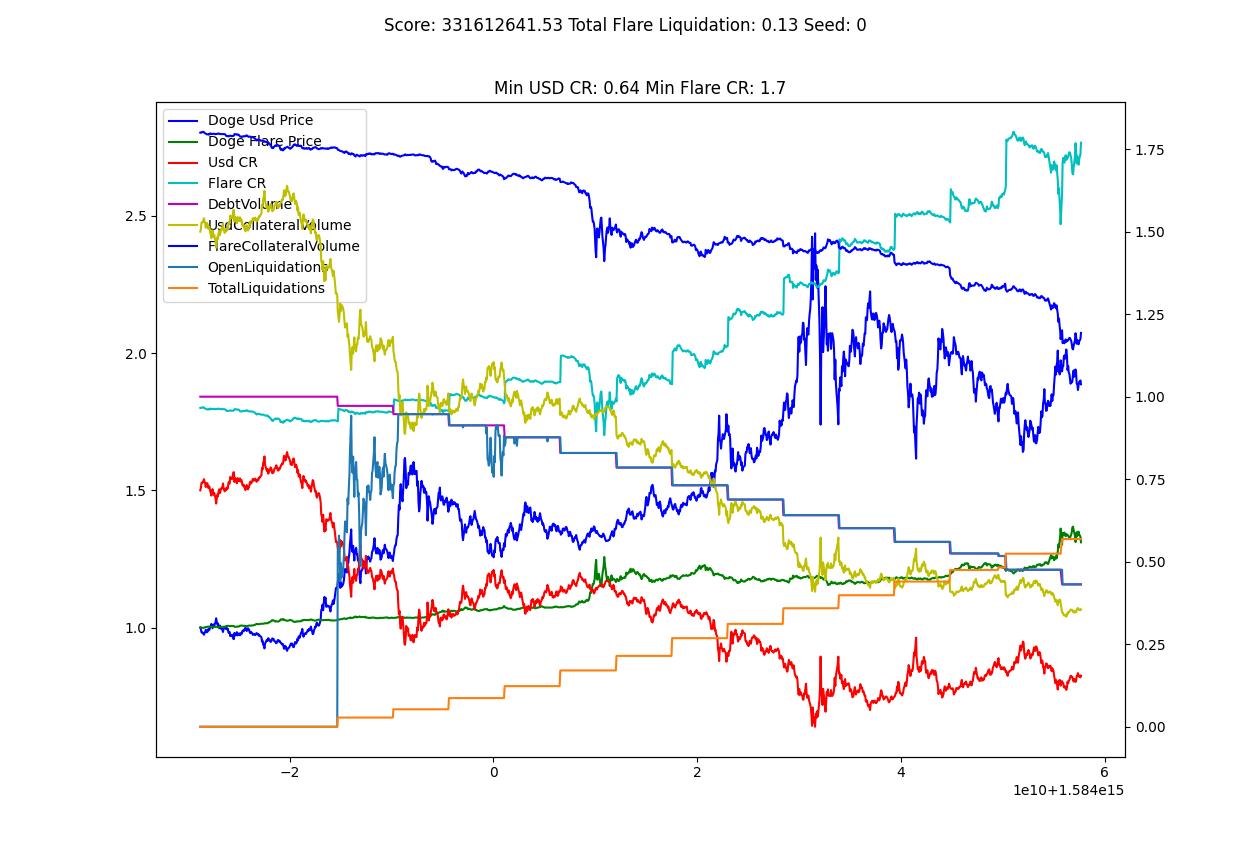 Score: 331612641.53 Total Flare Liquidation: 0.13 Seed: 0
Min USD CR: 0.64 Min Flare CR: 1.7
Doge Usd Price
Doge Flare Price
Usd CR
Flare CR
DebtVolume
UsdCollateralVolume
FlareCollateralVolume
OpenLiquidations
TotalLiquidations
2.5
2.0
1.5
1.0
1.75
1.50
1.25
1.00
0.75
0.50
0.25
0.00
−2
0
2
4
6
1e10+1.584e15